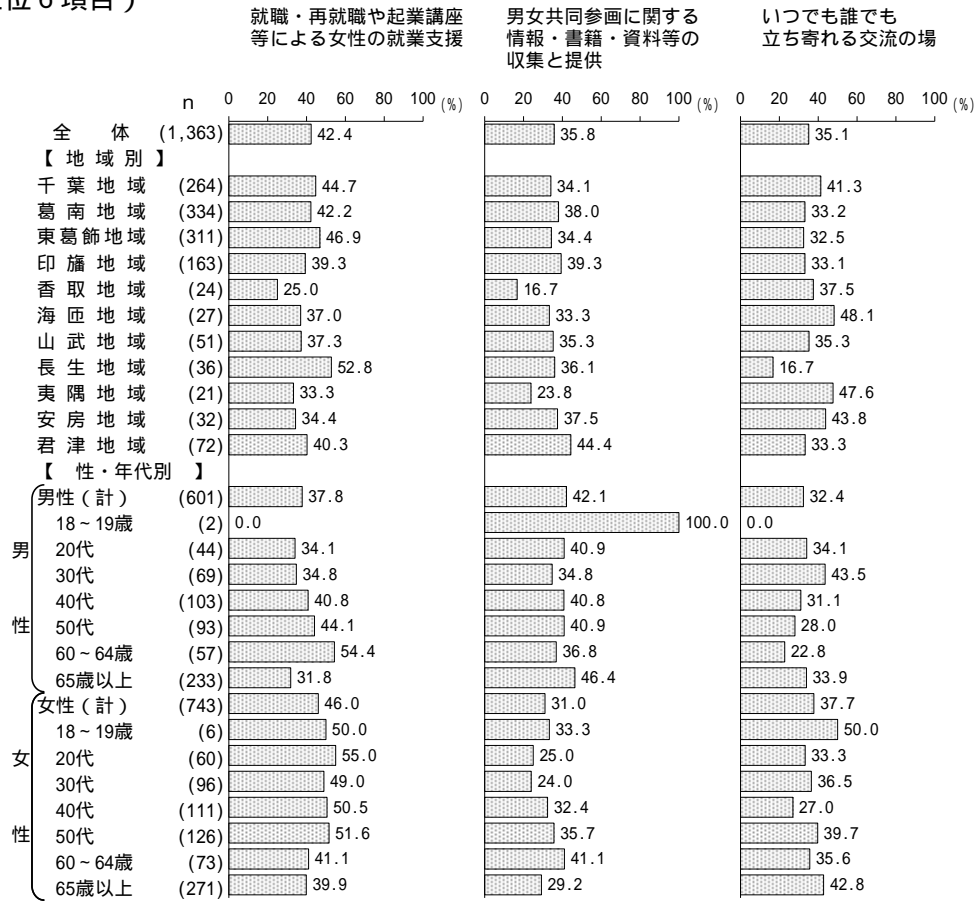 位6項目）
就職・再就職や起業講座
等による女性の就業支援
男女共同参画に関する
情報・書籍・資料等の
収集と提供
いつでも誰でも
立ち寄れる交流の場
n 0 20 40 60 80 100 (%) 0 20 40 60 80 100 (%) 0 20 40 60 80 100 (%)
全　体 (1,363) 42.4 35.8 35.1
【 地 域 別 】
千 葉 地 域 (264) 44.7 34.1 41.3
葛 南 地 域 (334) 42.2 38.0 33.2
東葛飾地域 (311) 46.9 34.4 32.5
印 旛 地 域 (163) 39.3 39.3 33.1
香 取 地 域 (24) 25.0 16.7 37.5
海 匝 地 域 (27) 37.0 33.3 48.1
山 武 地 域 (51) 37.3 35.3 35.3
長 生 地 域 (36) 52.8 36.1 16.7
夷 隅 地 域 (21) 33.3 23.8 47.6
安 房 地 域 (32) 34.4 37.5 43.8
君 津 地 域 (72) 40.3 44.4 33.3
【　性・年代別　】
男性（計） (601) 37.8 42.1 32.4
18～19歳 (2) 0.0 100.0 0.0
男 20代 (44) 34.1 40.9 34.1
30代 (69) 34.8 34.8 43.5
40代 (103) 40.8 40.8 31.1
性 50代 (93) 44.1 40.9 28.0
60～64歳 (57) 54.4 36.8 22.8
65歳以上 (233) 31.8 46.4 33.9
女性（計） (743) 46.0 31.0 37.7
18～19歳 (6) 50.0 33.3 50.0
女 20代 (60) 55.0 25.0 33.3
30代 (96) 49.0 24.0 36.5
40代 (111) 50.5 32.4 27.0
性 50代 (126) 51.6 35.7 39.7
60～64歳 (73) 41.1 41.1 35.6
65歳以上 (271) 39.9 29.2 42.8